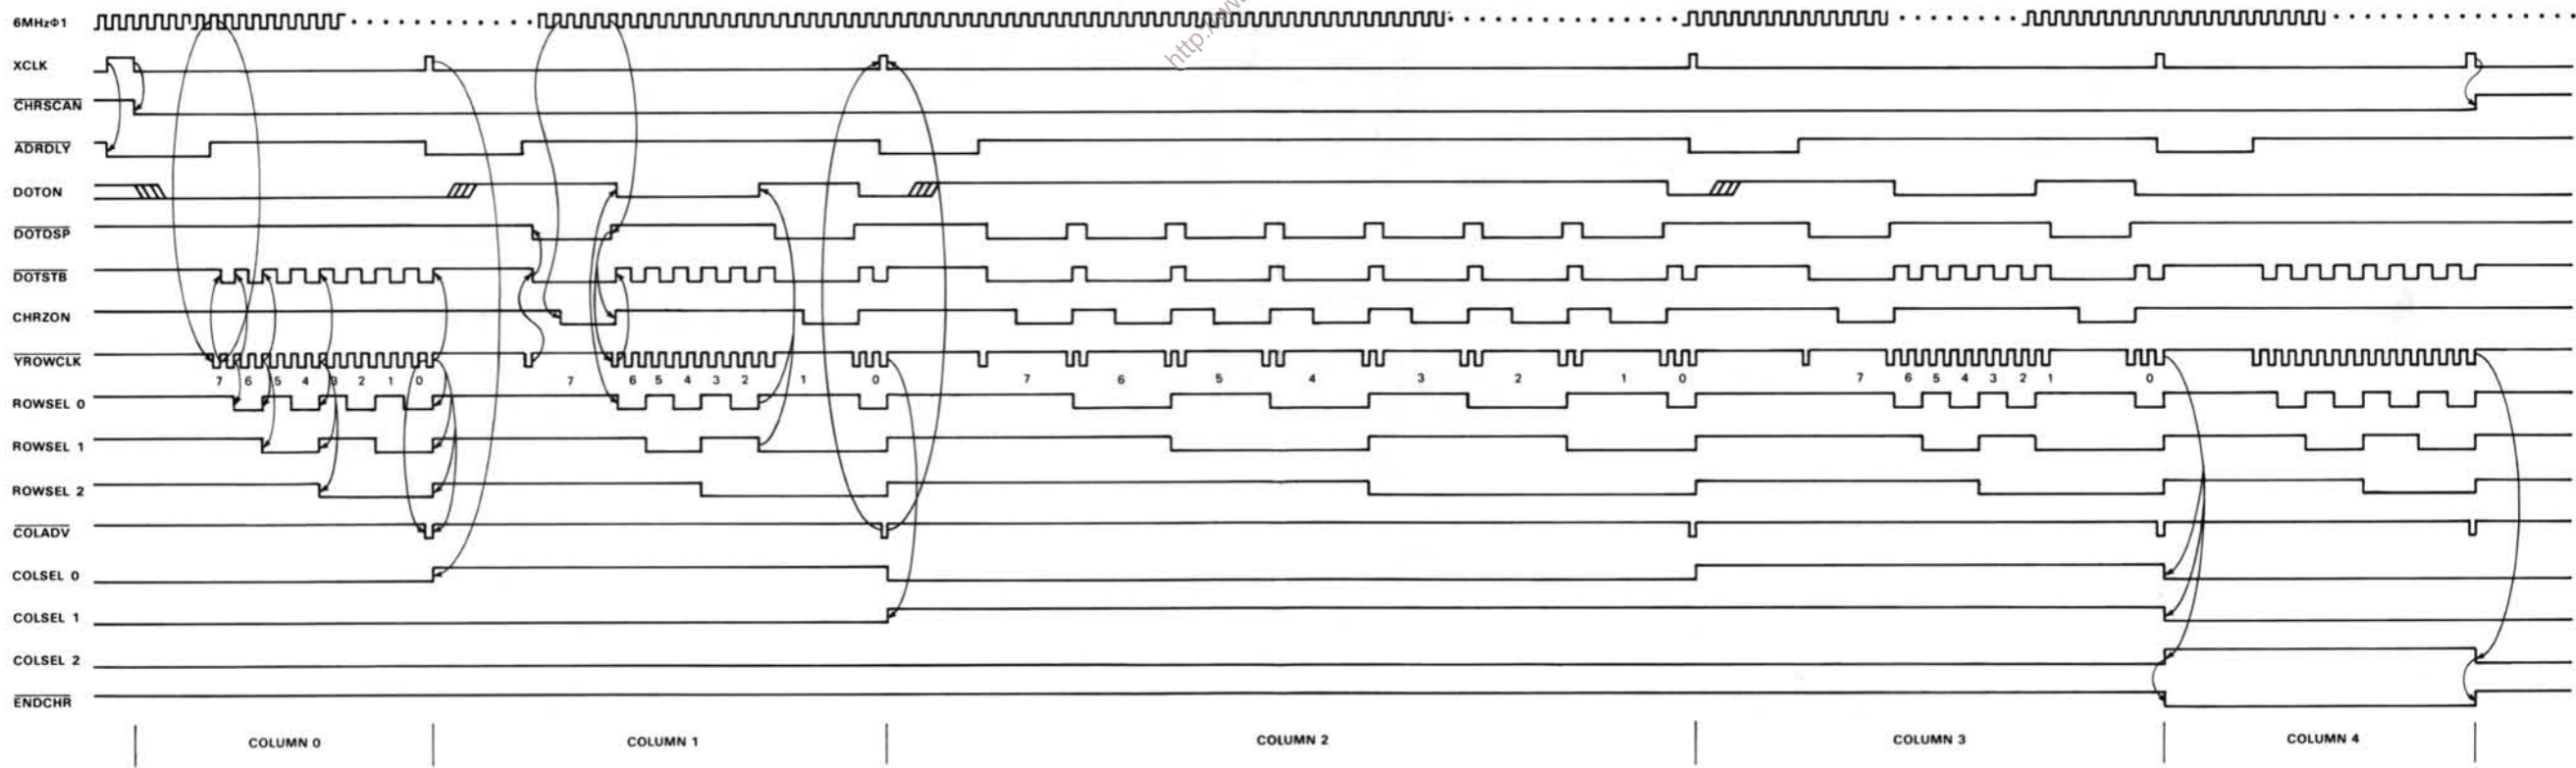 6MHzΦ1
http://www
XCLK
CHRSCAN
ADRDLY
DOTON
DOTDSP
DOTSTB
CHRZON
YROWCLK
7 6 5 4 3 2 1 0 7 6 5 4 3 2 1 0 7 6 5 4 3 2 1 0 7 6 5 4 3 2 1 0
ROWSEL 0
ROWSEL 1
ROWSEL 2
COLADV
COLSEL 0
COLSEL 1
COLSEL 2
ENDCHR
COLUMN 0 COLUMN 1 COLUMN 2 COLUMN 3 COLUMN 4